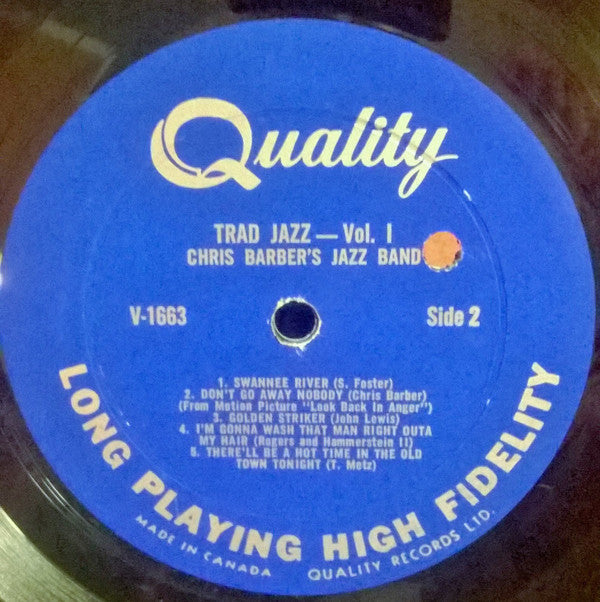 Quality
TRAD JAZZ — Vol. I
CHRIS BARBER'S JAZZ BAND
V-1663
Side 2
1. SWANNEE RIVER (S. Foster)
2. DON'T GO AWAY NOBODY (Chris Barber)
(From Motion Picture "Look Back In Anger")
3. GOLDEN STRIKER (John Lewis)
4. I'M GONNA WASH THAT MAN RIGHT OUTA
MY HAIR (Rogers and Hammerstein II)
5. THERE'LL BE A HOT TIME IN THE OLD
TOWN TONIGHT (T. Metz)
LONG PLAYING HIGH FIDELITY
MADE IN CANADA QUALITY RECORDS LTD.